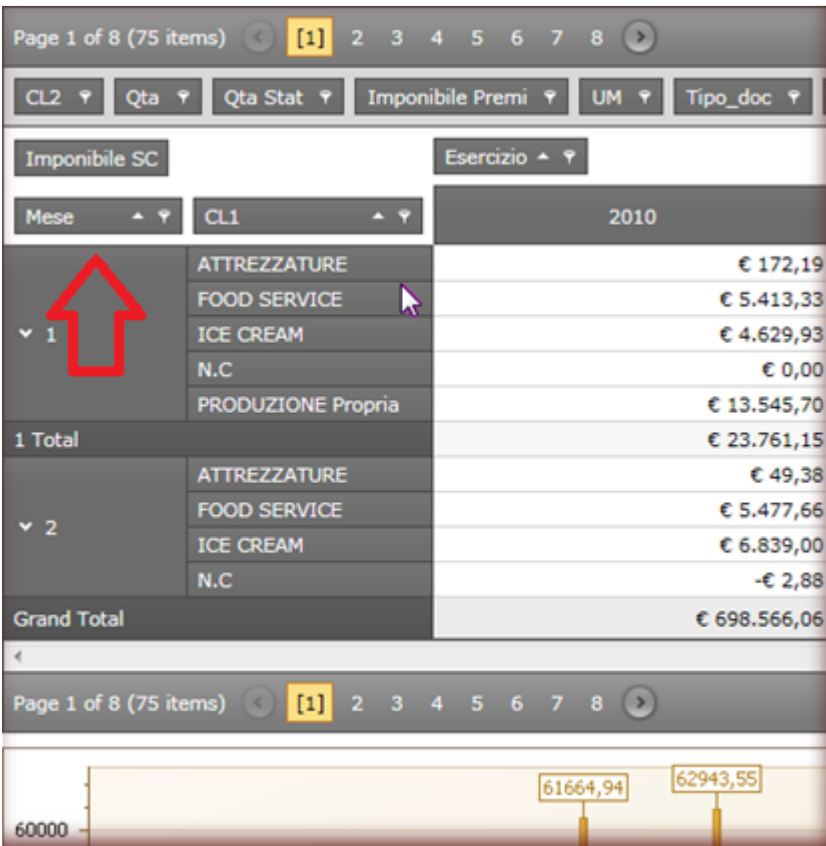 Page 1 of 8 (75 items) [1] 2 3 4 5 6 7 8
CL2 Qta Qta Stat Imponibile Premi UM Tipo_doc
Imponibile SC Esercizio
Mese CL1 2010
ATTREZZATURE € 172,19
FOOD SERVICE € 5.413,33
1 ICE CREAM € 4.629,93
N.C € 0,00
PRODUZIONE Propria € 13.545,70
1 Total € 23.761,15
ATTREZZATURE € 49,38
FOOD SERVICE € 5.477,66
2 ICE CREAM € 6.839,00
N.C -€ 2,88
Grand Total € 698.566,06
Page 1 of 8 (75 items) [1] 2 3 4 5 6 7 8
61664,94 62943,55
60000